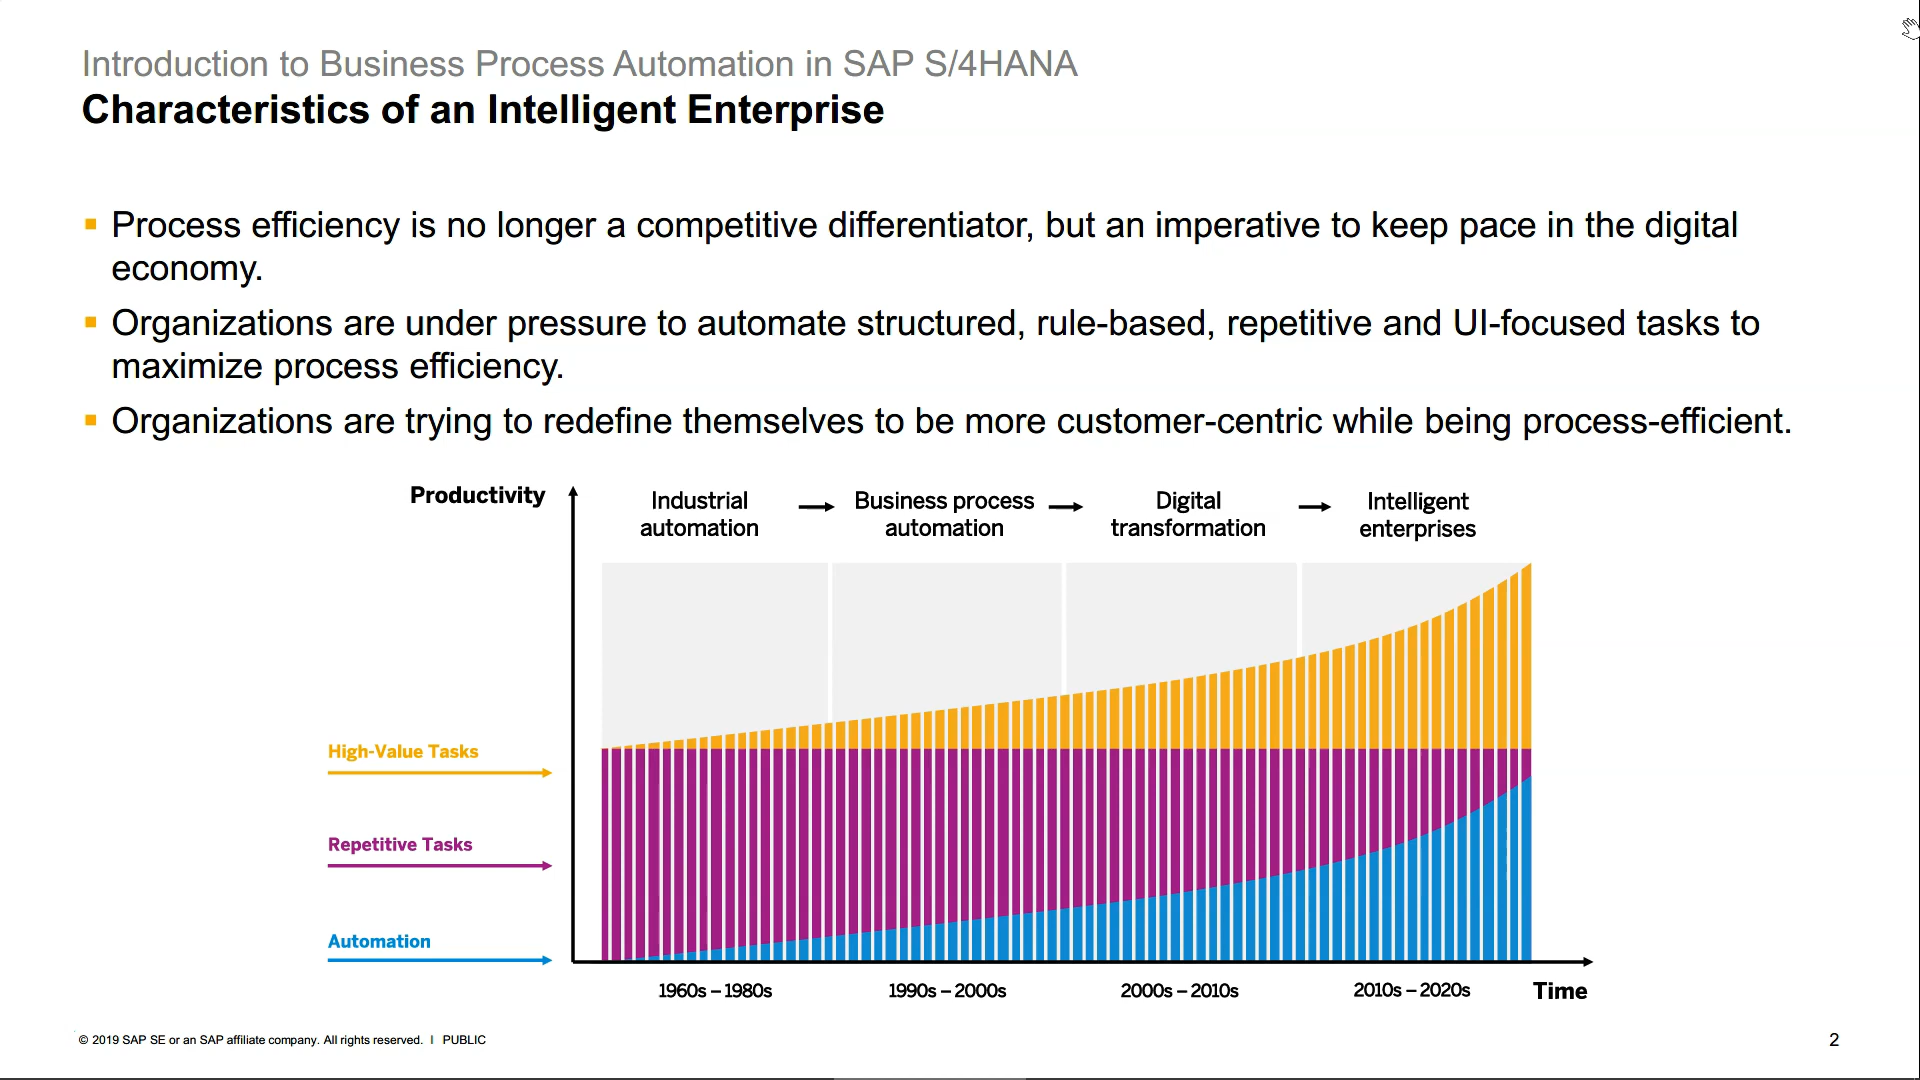 Introduction to Business Process Automation in SAP S/4HANA
Characteristics of an Intelligent Enterprise
Process efficiency is no longer a competitive differentiator, but an imperative to keep pace in the digital
economy.
Organizations are under pressure to automate structured, rule-based, repetitive and UI-focused tasks to
maximize process efficiency.
Organizations are trying to redefine themselves to be more customer-centric while being process-efficient.
Productivity
Industrial
automation
Business process
automation
Digital
transformation
Intelligent
enterprises
High-Value Tasks
Repetitive Tasks
Automation
1960s – 1980s
1990s – 2000s
2000s – 2010s
2010s – 2020s
Time
© 2019 SAP SE or an SAP affiliate company. All rights reserved. I PUBLIC
2